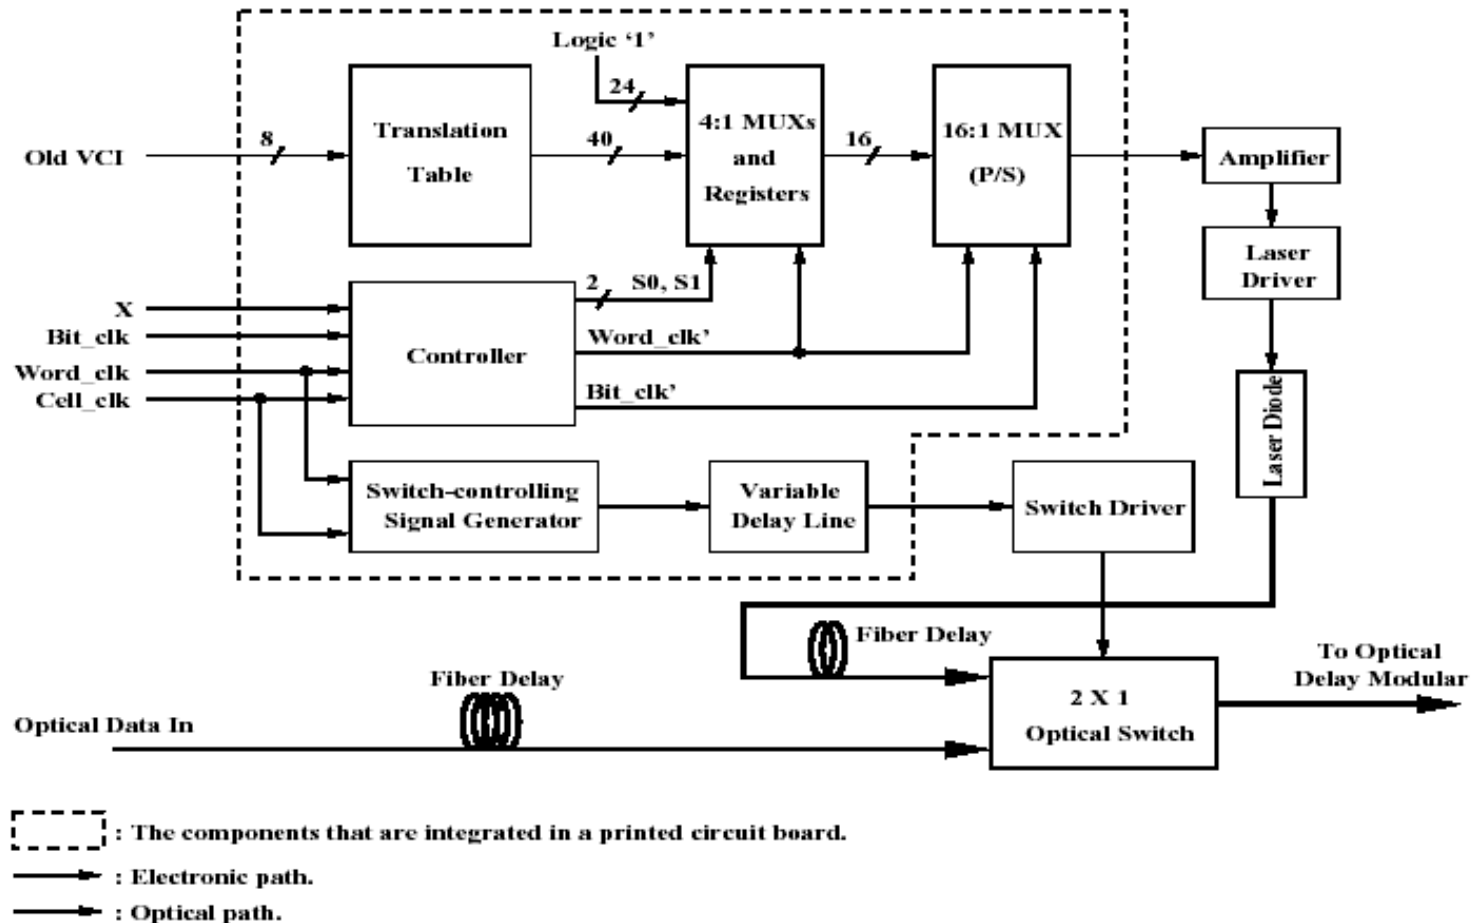 Logic ‘1’
24
8
Translation
Table
40
4:1 MUXs
and
Registers
16
16:1 MUX
(P/S)
Old VCI
Amplifier
Laser
Driver
2 S0, S1
X
Bit_clk
Word_clk
Cell_clk
Controller
Word_clk’
Bit_clk’
Laser Diode
Switch-controlling
Signal Generator
Variable
Delay Line
Switch Driver
Fiber Delay
Fiber Delay
To Optical
Delay Modular
Optical Data In
2 X 1
Optical Switch
: The components that are integrated in a printed circuit board.
: Electronic path.
: Optical path.